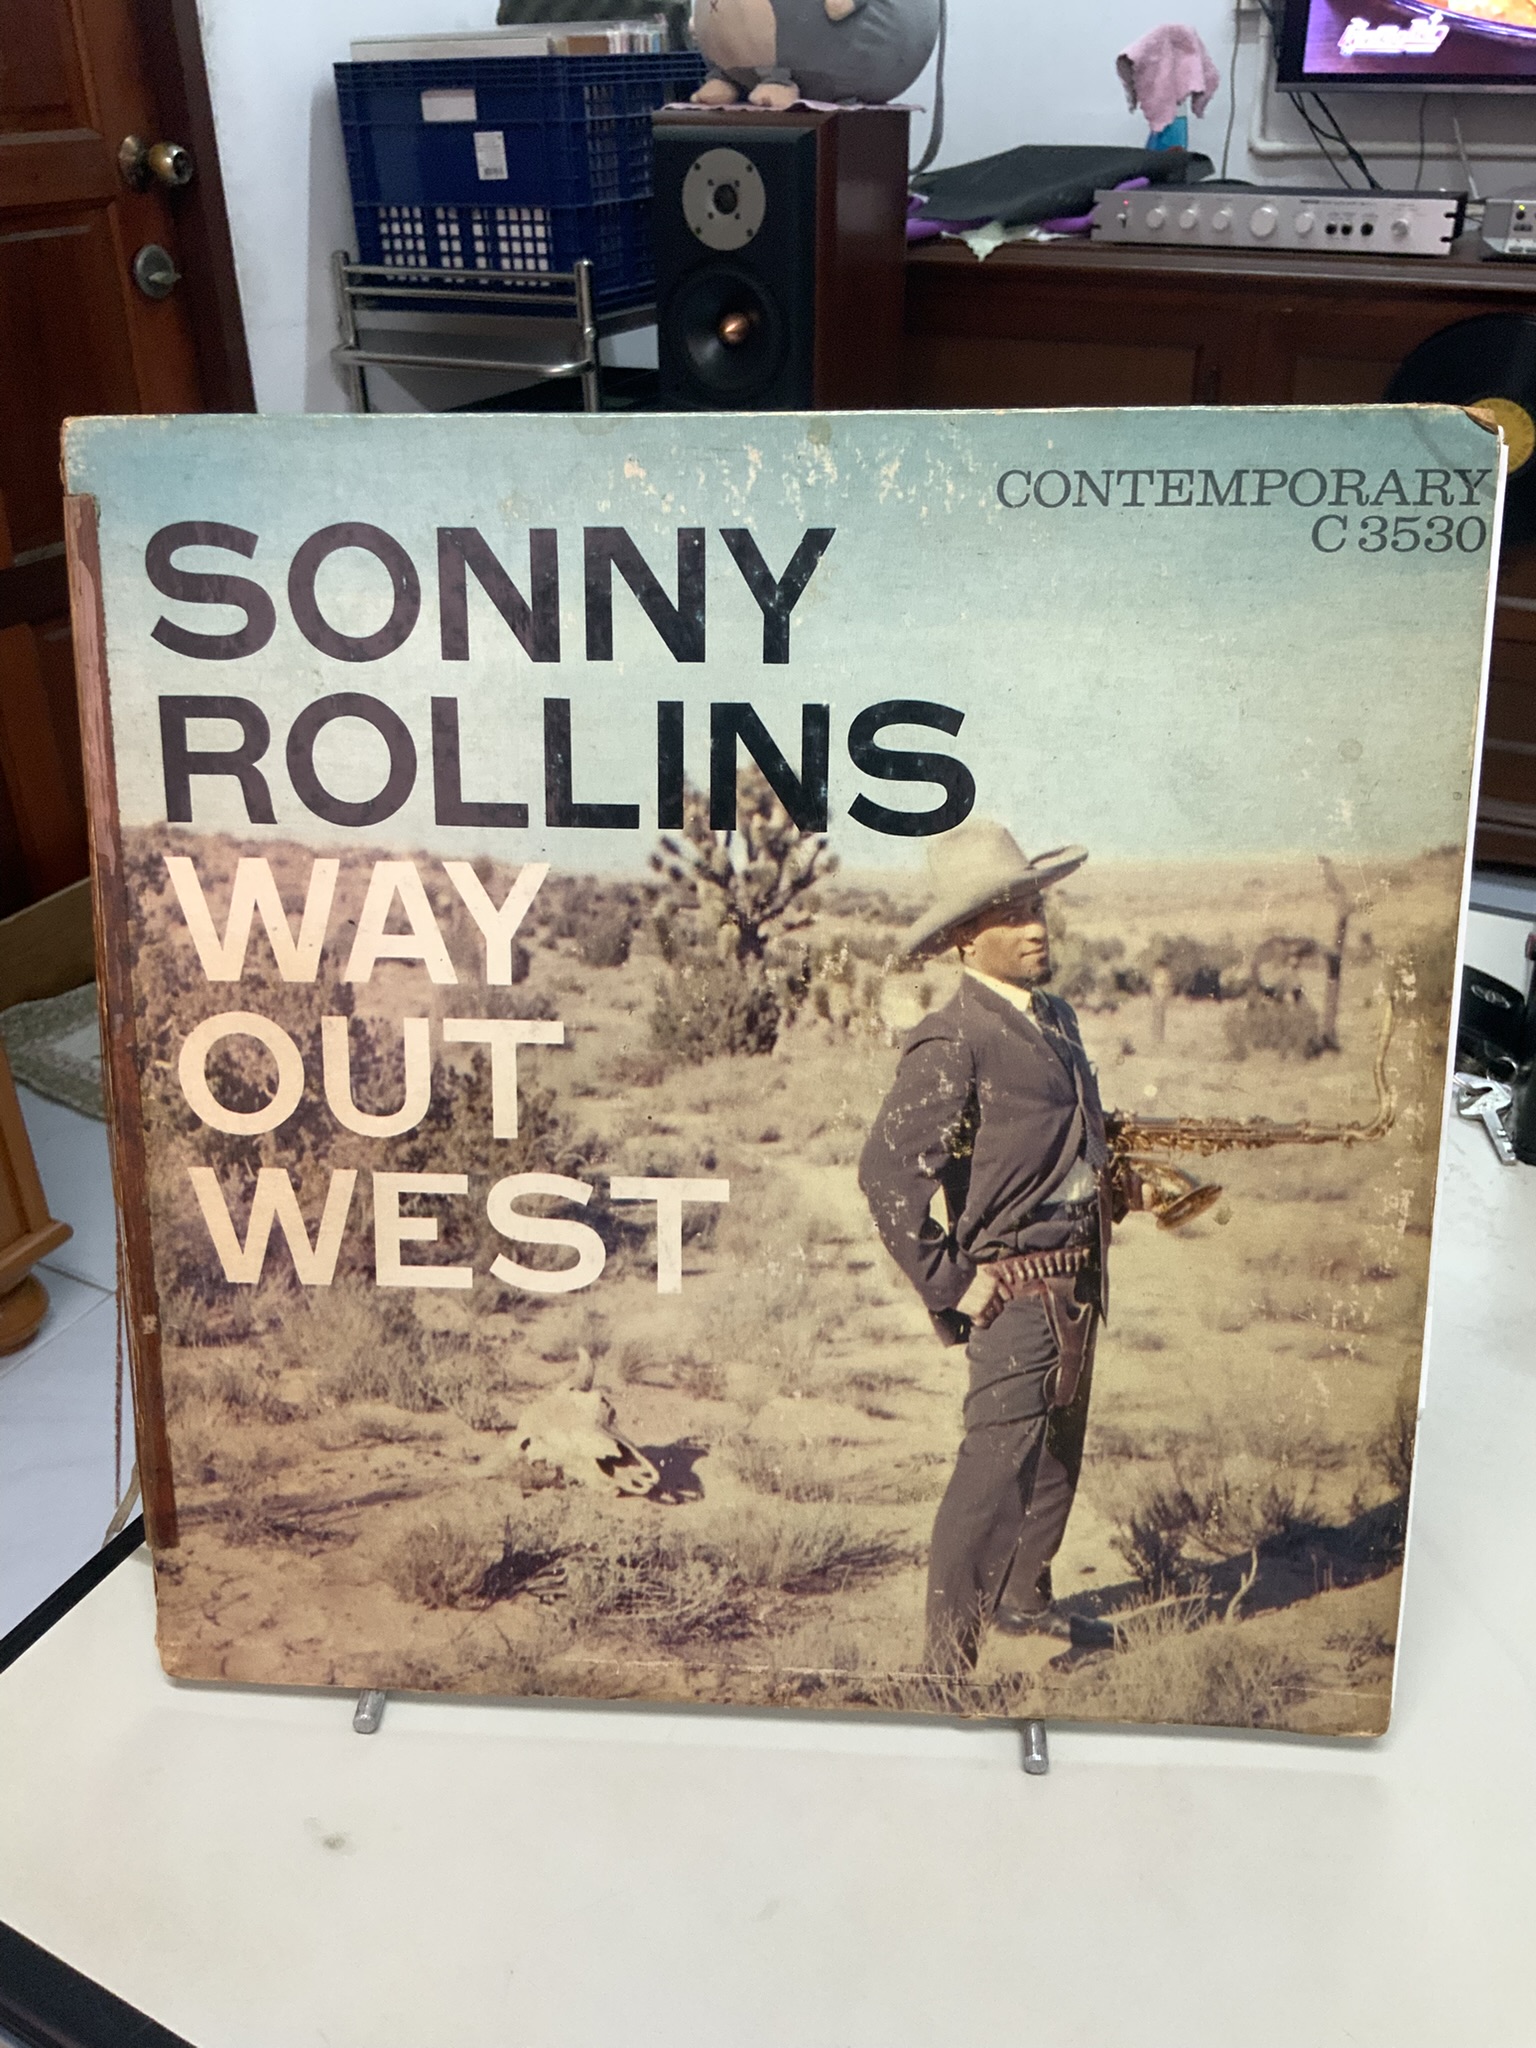 CONTEMPORARY
C 3530
SONNY
ROLLINS
WAY
OUT
WEST